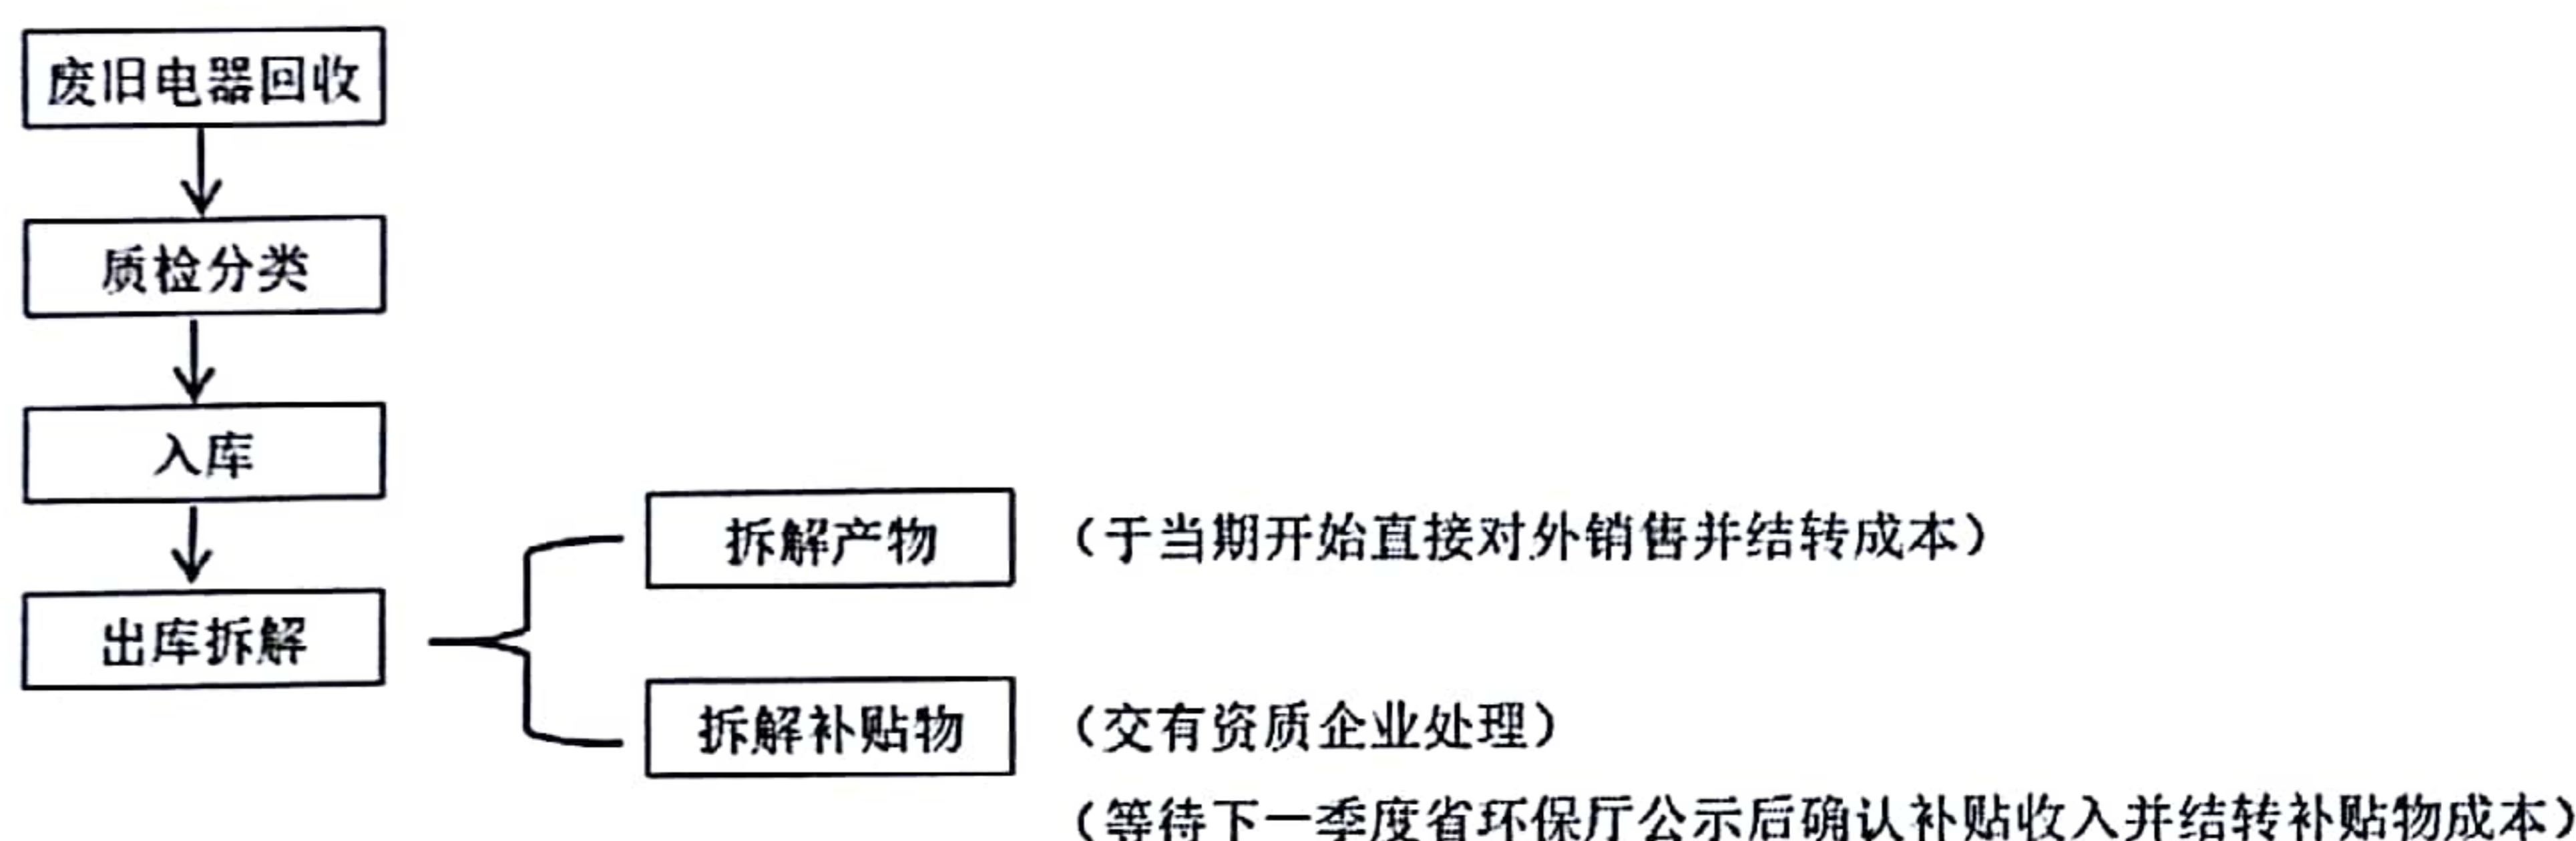 废旧电器回收
质检分类
入库
出库拆解
拆解产物
（于当期开始直接对外销售并结转成本）
拆解补贴物
（交有资质企业处理）
（等待下一季度省环保厅公示后确认补贴收入并结转补贴物成本）